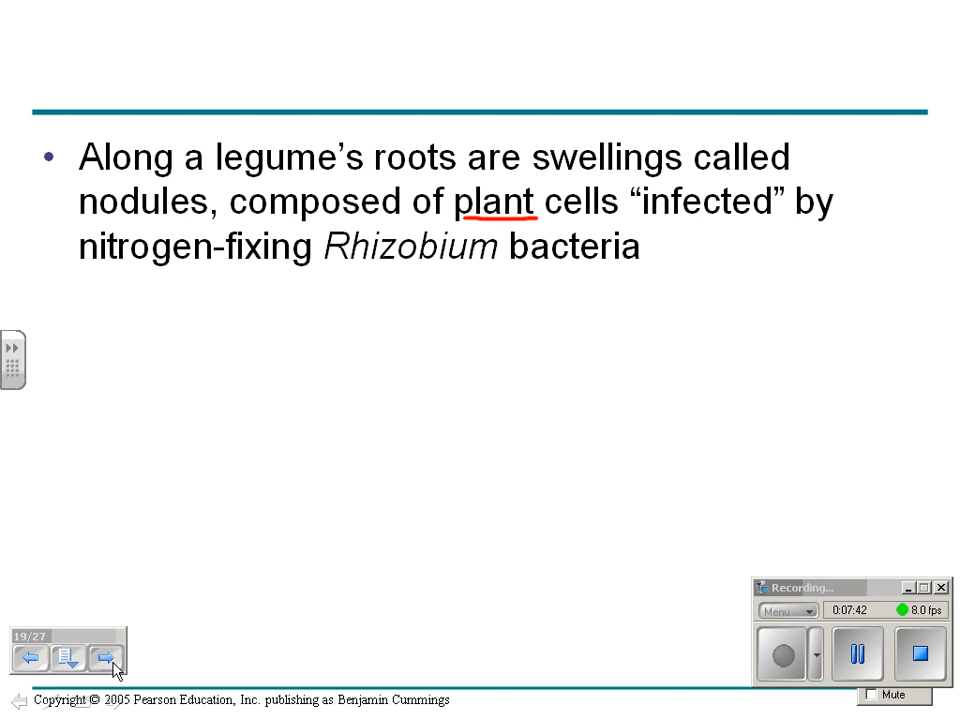 • Along a legume’s roots are swellings called
nodules, composed of plant cells “infected” by
nitrogen-fixing Rhizobium bacteria
Recording...
Menu
0:07:42
8.0 fps
19/27
Mute
Copyright © 2005 Pearson Education, Inc. publishing as Benjamin Cummings